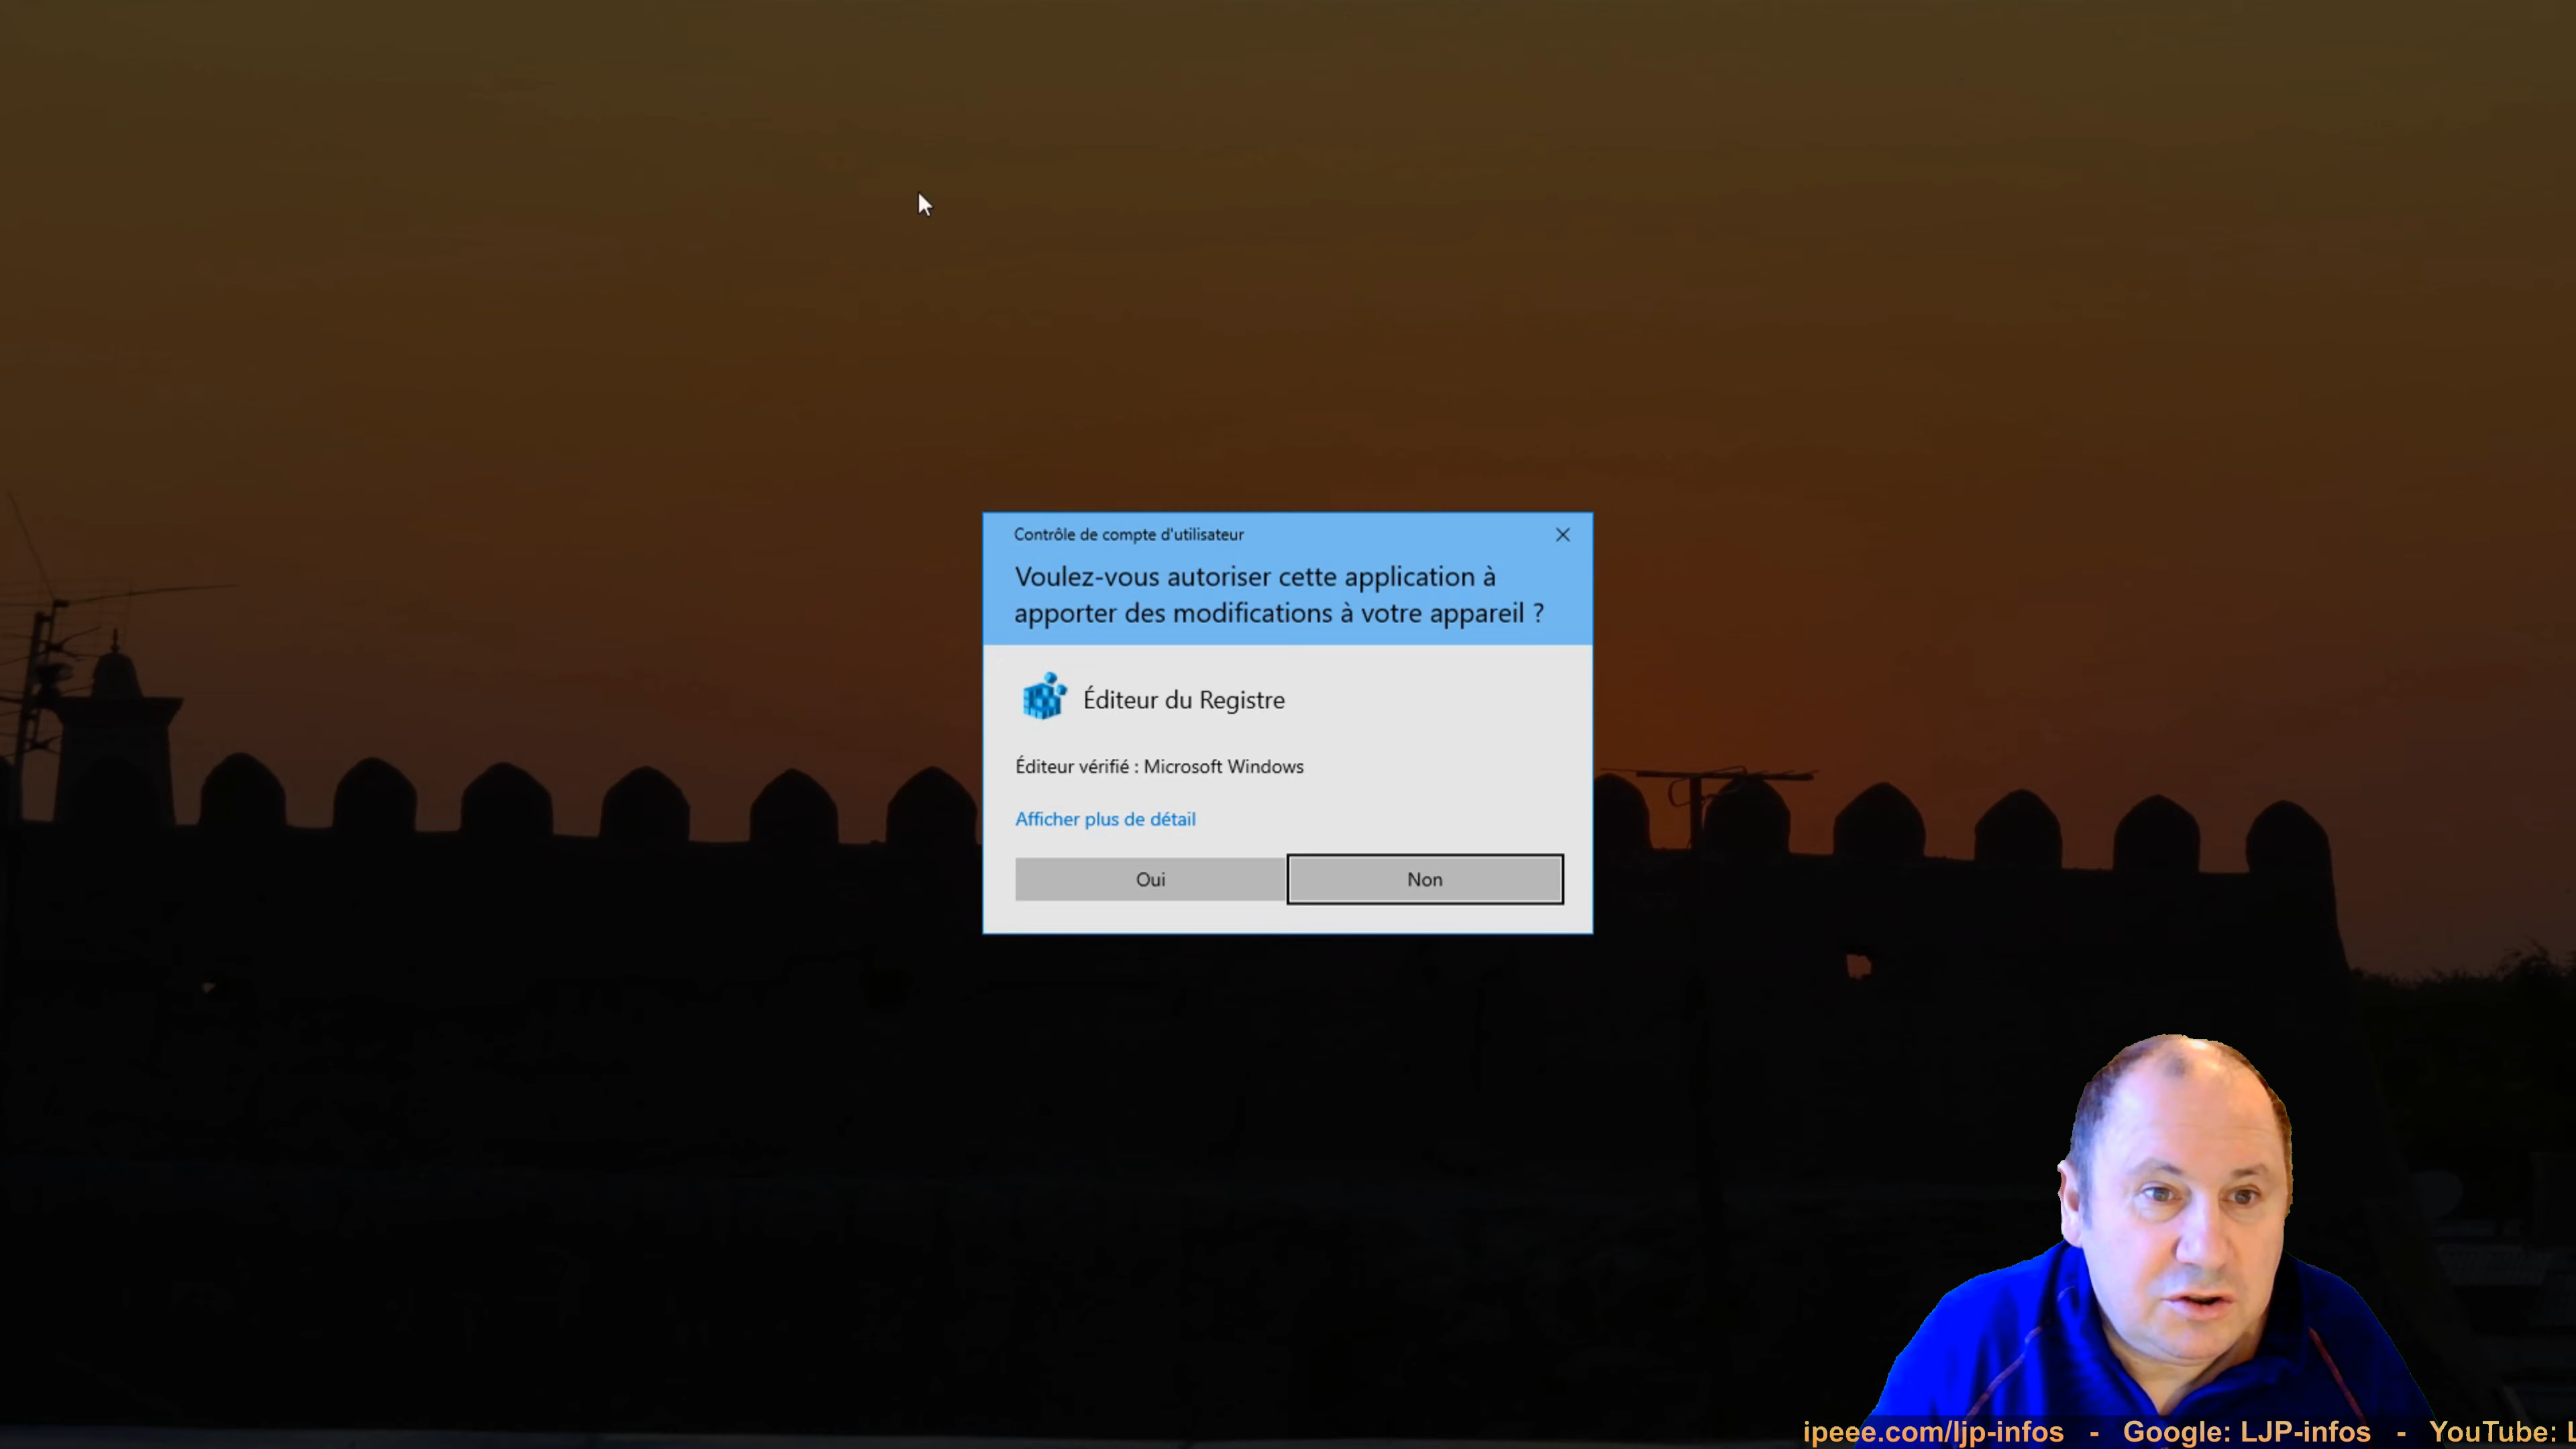 Contrôle de compte d'utilisateur
Voulez-vous autoriser cette application à
apporter des modifications à votre appareil ?
Éditeur du Registre
Éditeur vérifié : Microsoft Windows
Afficher plus de détail
Oui
Non
ipeee.com/ljp-infos - Google: LJP-infos - YouTube: